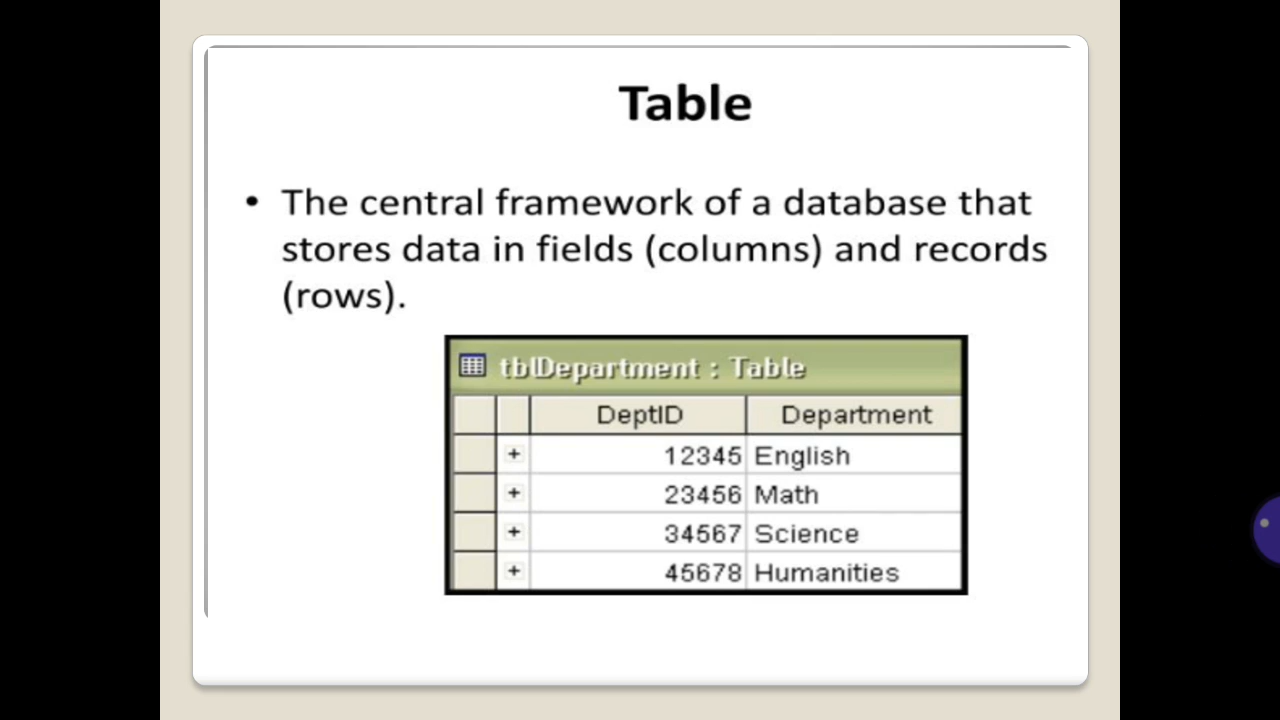 Table
• The central framework of a database that
stores data in fields (columns) and records
(rows).
tblDepartment : Table
DeptID Department
+ 12345 English
+ 23456 Math
+ 34567 Science
+ 45678 Humanities